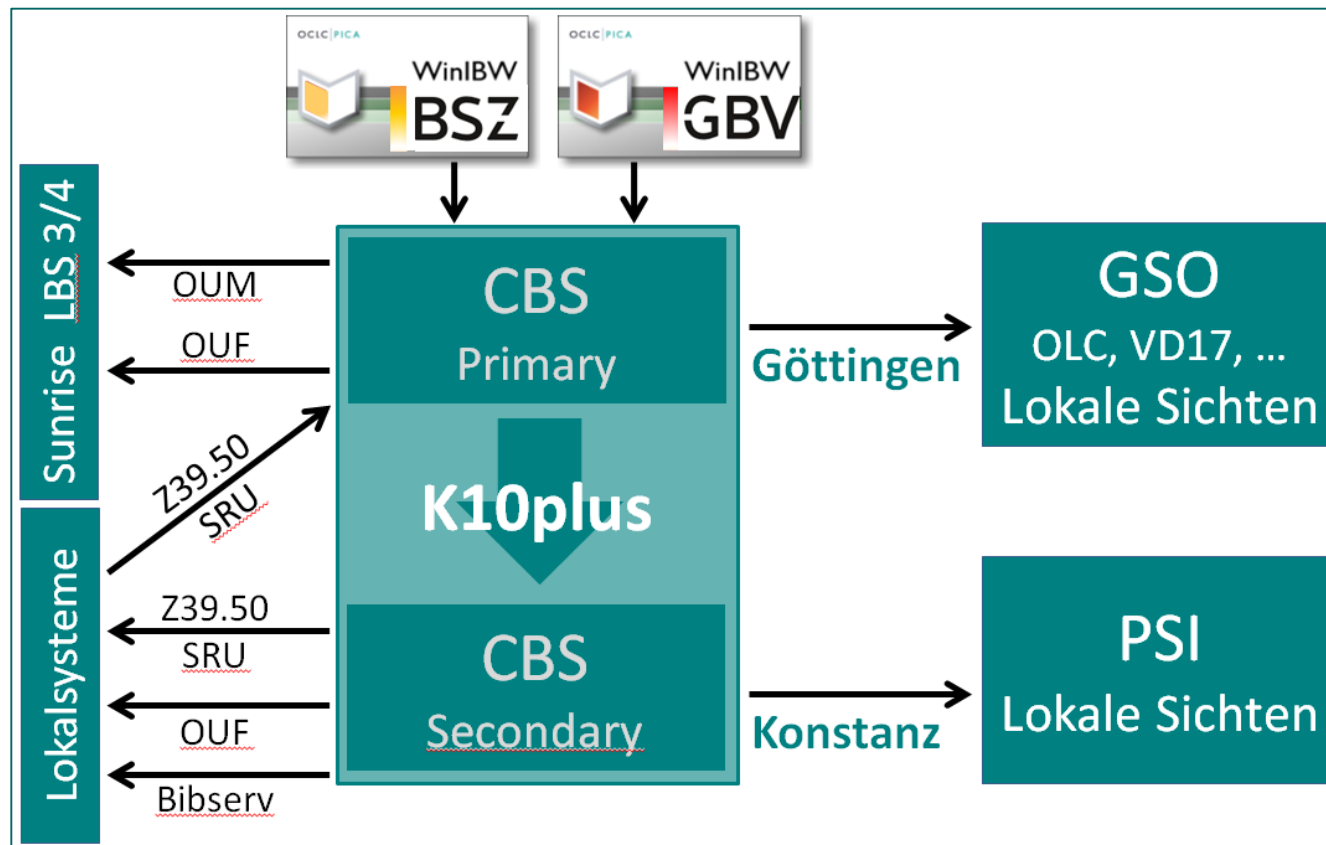 OCLC|PICA
WinIBW
BSZ
OCLC|PICA
WinIBW
GBV
Sunrise LBS 3/4
OUM
OUF
Z39.50
SRU
Lokalsysteme
Z39.50
SRU
OUF
Bibserv
CBS
Primary
K10plus
CBS
Secondary
Göttingen
Konstanz
GSO
OLC, VD17, ...
Lokale Sichten
PSI
Lokale Sichten